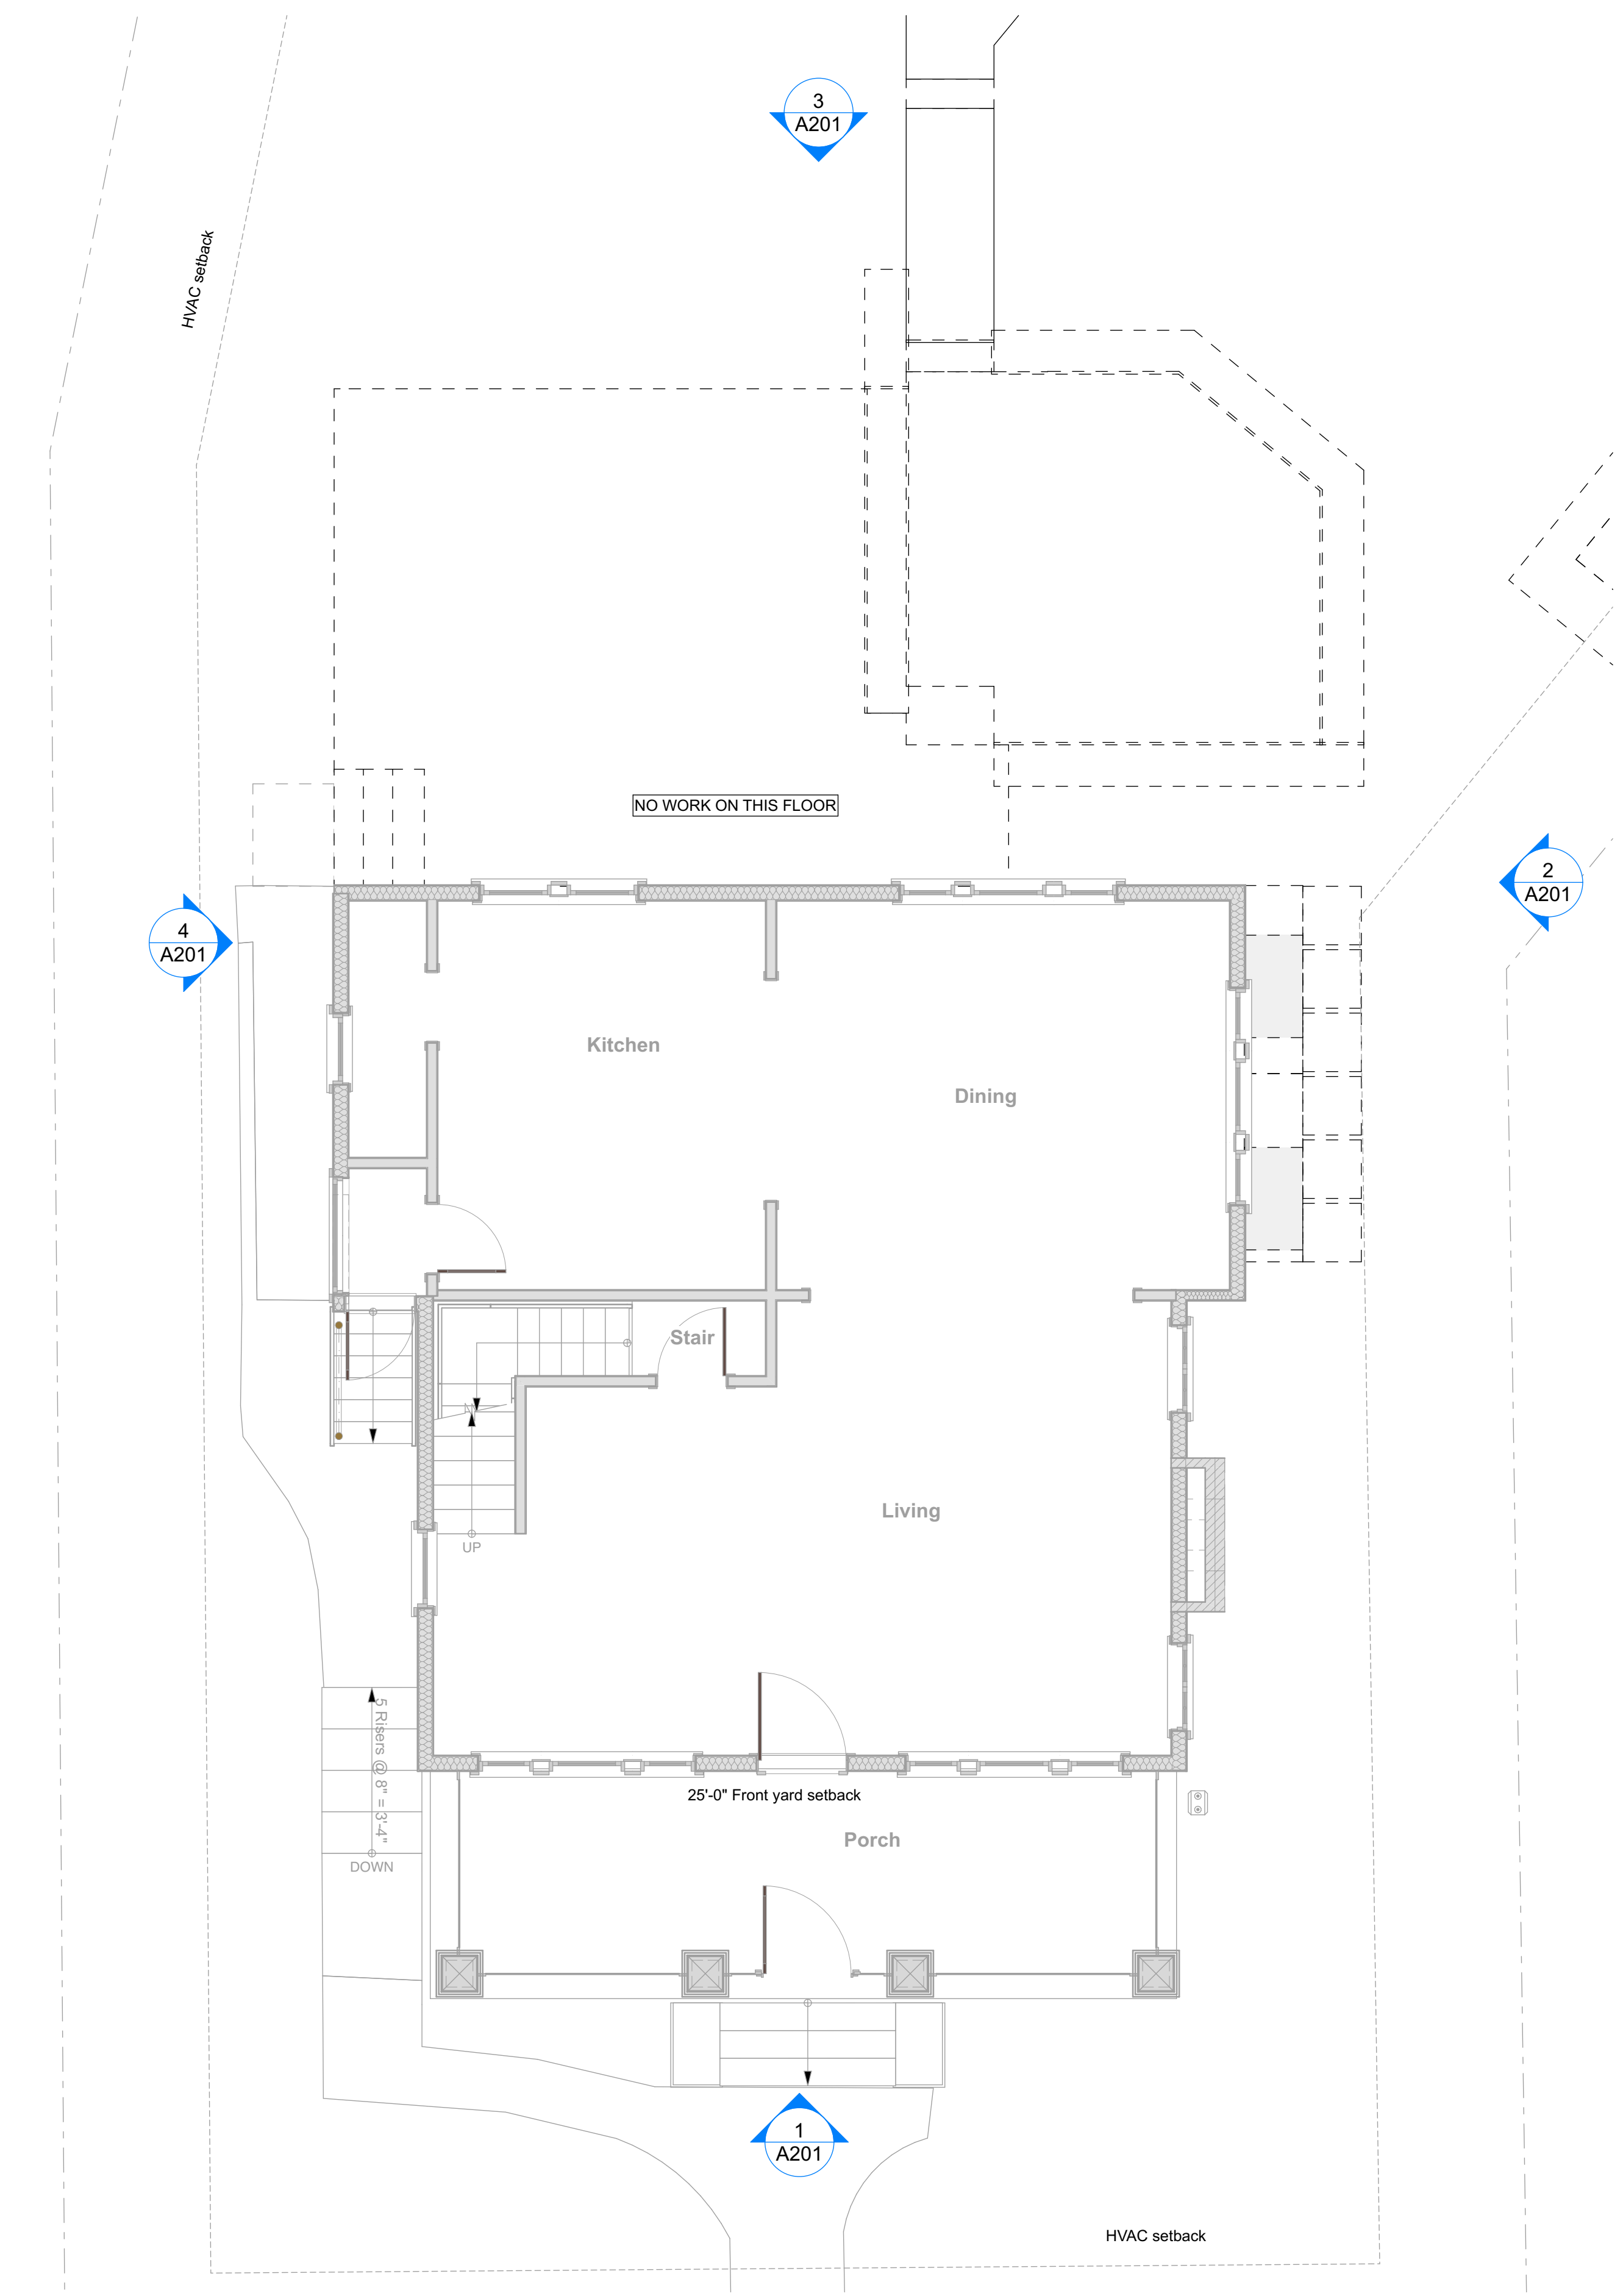 3
A201
HVAC setback
NO WORK ON THIS FLOOR
2
A201
4
A201
Kitchen
Dining
Stair
Living
UP
5 Risers @ 8" = 3'-4"
25'-0" Front yard setback
Porch
DOWN
1
A201
HVAC setback